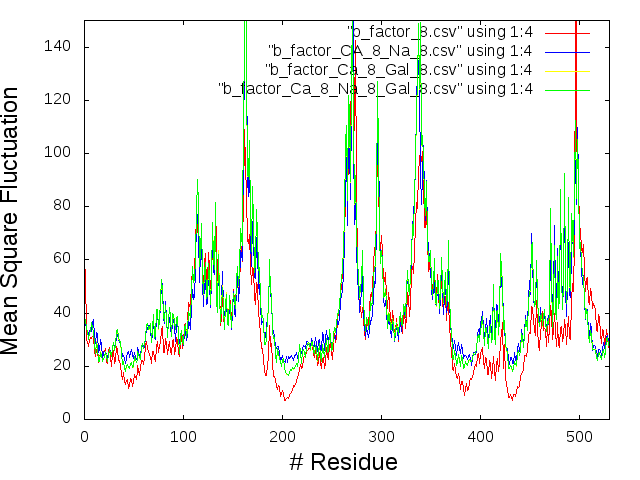 "b_factor_8.csv" using 1:4
"b_factor_CA_8_Na_8.csv" using 1:4
"b_factor_Ca_8_Gal_8.csv" using 1:4
"b_factor_Ca_8_Na_8_Gal_8.csv" using 1:4
140
120
100
80
60
40
20
0
Mean Square Fluctuation
0 100 200 300 400 500
# Residue